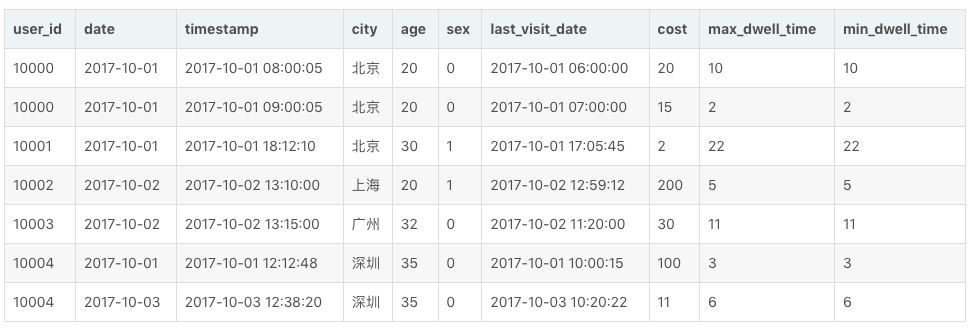 user_id date timestamp city age sex last_visit_date cost max_dwell_time min_dwell_time
10000 2017-10-01 2017-10-01 08:00:05 北京 20 0 2017-10-01 06:00:00 20 10 10
10000 2017-10-01 2017-10-01 09:00:05 北京 20 0 2017-10-01 07:00:00 15 2 2
10001 2017-10-01 2017-10-01 18:12:10 北京 30 1 2017-10-01 17:05:45 2 22 22
10002 2017-10-02 2017-10-02 13:10:00 上海 20 1 2017-10-02 12:59:12 200 5 5
10003 2017-10-02 2017-10-02 13:15:00 广州 32 0 2017-10-02 11:20:00 30 11 11
10004 2017-10-01 2017-10-01 12:12:48 深圳 35 0 2017-10-01 10:00:15 100 3 3
10004 2017-10-03 2017-10-03 12:38:20 深圳 35 0 2017-10-03 10:20:22 11 6 6